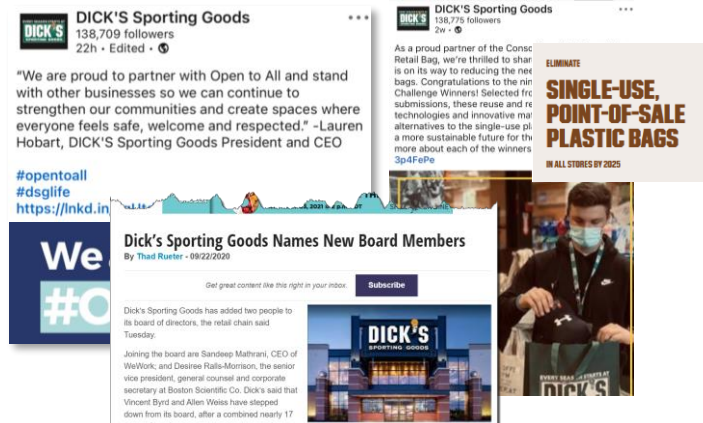 DICK'S Sporting Goods
138,709 followers
22h • Edited •
"We are proud to partner with Open to All and stand
with other businesses so we can continue to
strengthen our communities and create spaces where
everyone feels safe, welcome and respected." -Lauren
Hobart, DICK'S Sporting Goods President and CEO
#opentoall
#dsglife
https://lnkd.in
We
#O
DICK'S Sporting Goods
138,775 followers
2w •
As a proud partner of the Consc
Retail Bag, we're thrilled to shar
is on its way to reducing the nee
bags. Congratulations to the nin
Challenge Winners! Selected fro
submissions, these reuse and re
technologies and innovative mat
alternatives to the single-use pl
a more sustainable future for the
more about each of the winners
3p4FePe
ELIMINATE
SINGLE-USE,
POINT-OF-SALE
PLASTIC BAGS
IN ALL STORES BY 2025
Dick's Sporting Goods Names New Board Members
By Thad Rueter - 09/22/2020
Get great content like this right in your inbox.
Subscribe
Dick's Sporting Goods has added two people to
its board of directors, the retail chain said
Tuesday.
Joining the board are Sandeep Mathrani, CEO of
WeWork; and Desiree Ralls-Morrison, the senior
vice president, general counsel and corporate
secretary at Boston Scientific Co. Dick's said that
Vincent Byrd and Allen Weiss have stepped
down from its board, after a combined nearly 17
DICK'S
SPORTING GOODS
EVERY SEASON STARTS AT
DICK'S